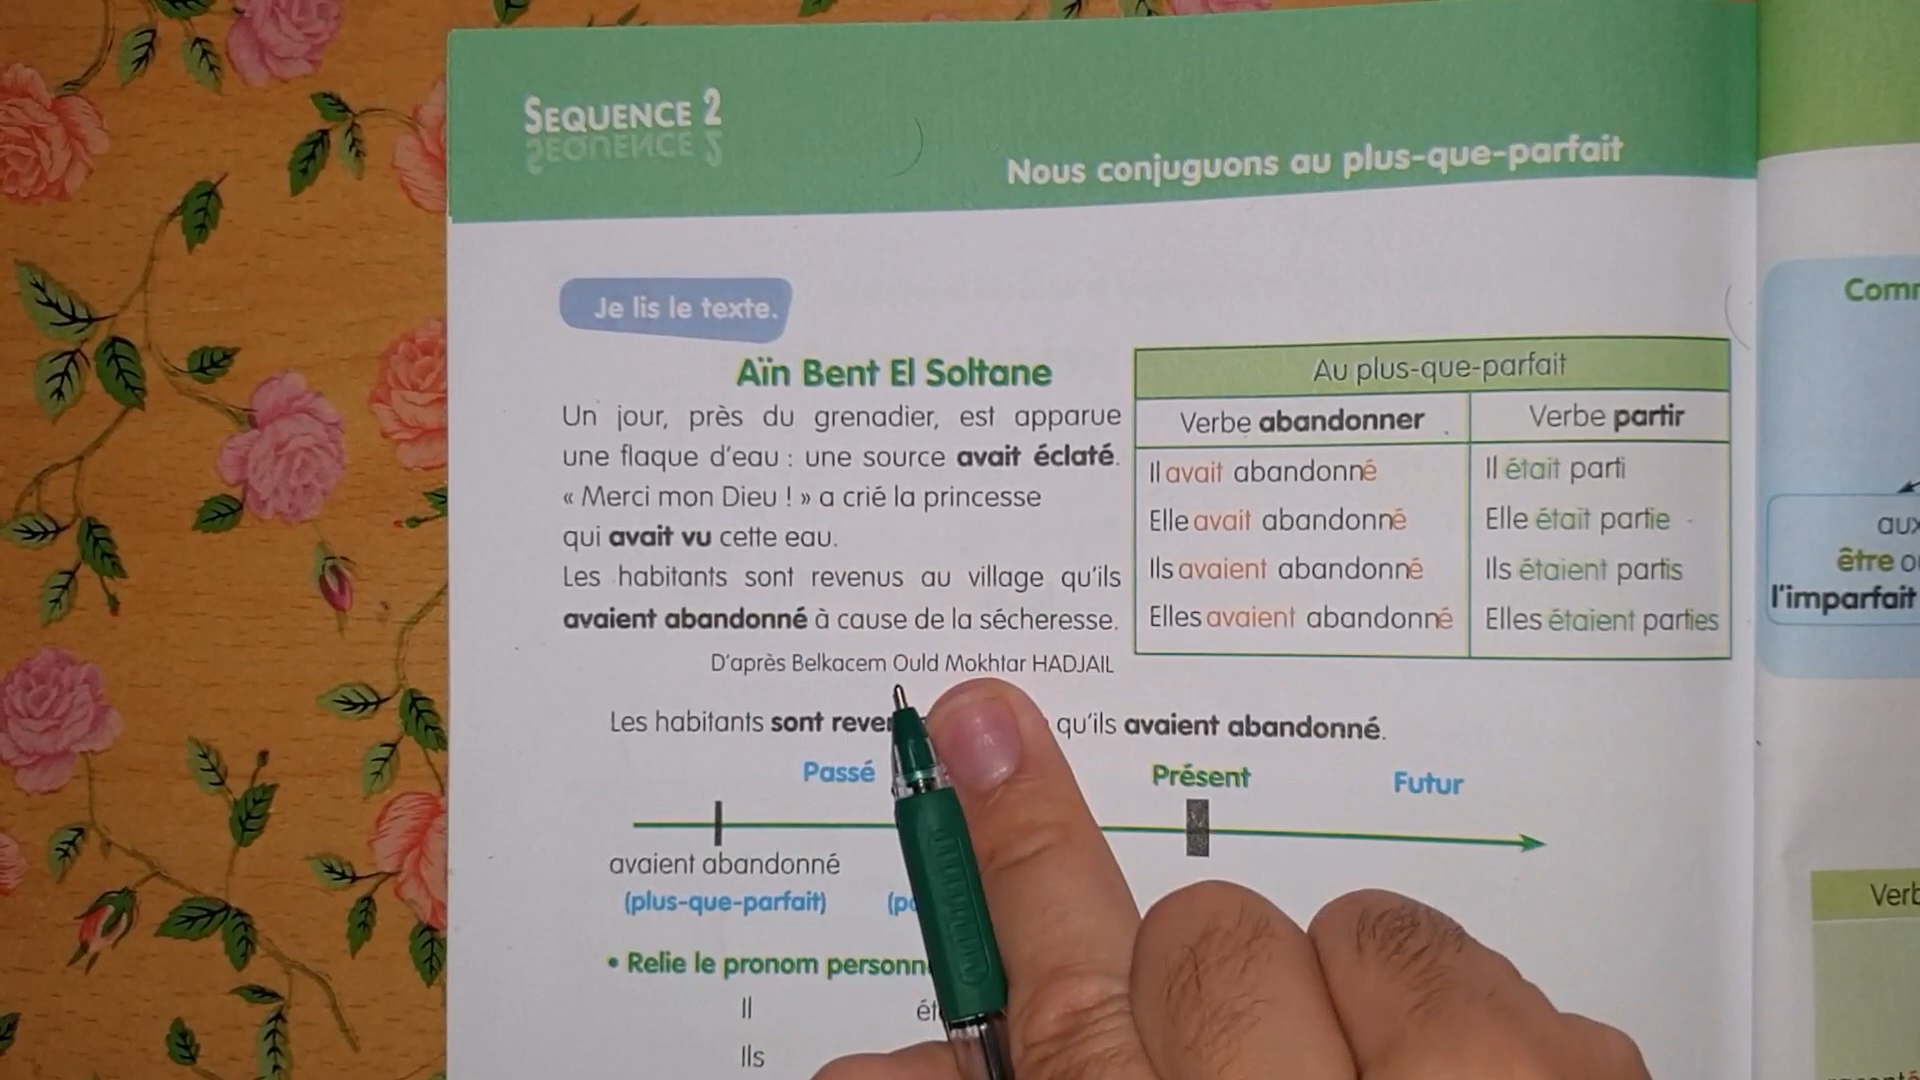 SEQUENCE 2
Nous conjuguons au plus-que-parfait
Je lis le texte.
Aïn Bent El Soltane
Un jour, près du grenadier, est apparue
une flaque d'eau : une source avait éclaté.
« Merci mon Dieu ! » a crié la princesse
qui avait vu cette eau.
Les habitants sont revenus au village qu'ils
avaient abandonné à cause de la sécheresse.
D'après Belkacem Ould Mokhtar HADJAIL
Au plus-que-parfait
Verbe abandonner Verbe partir
Il avait abandonné Il était parti
Elle avait abandonné Elle était partie
Ils avaient abandonné Ils étaient partis
Elles avaient abandonné Elles étaient parties
Les habitants sont qu'ils avaient abandonné.
Passé Présent Futur
avaient abandonné
(plus-que-parfait)
• Relie le pronom
Il
Ils
être
l'imparfait